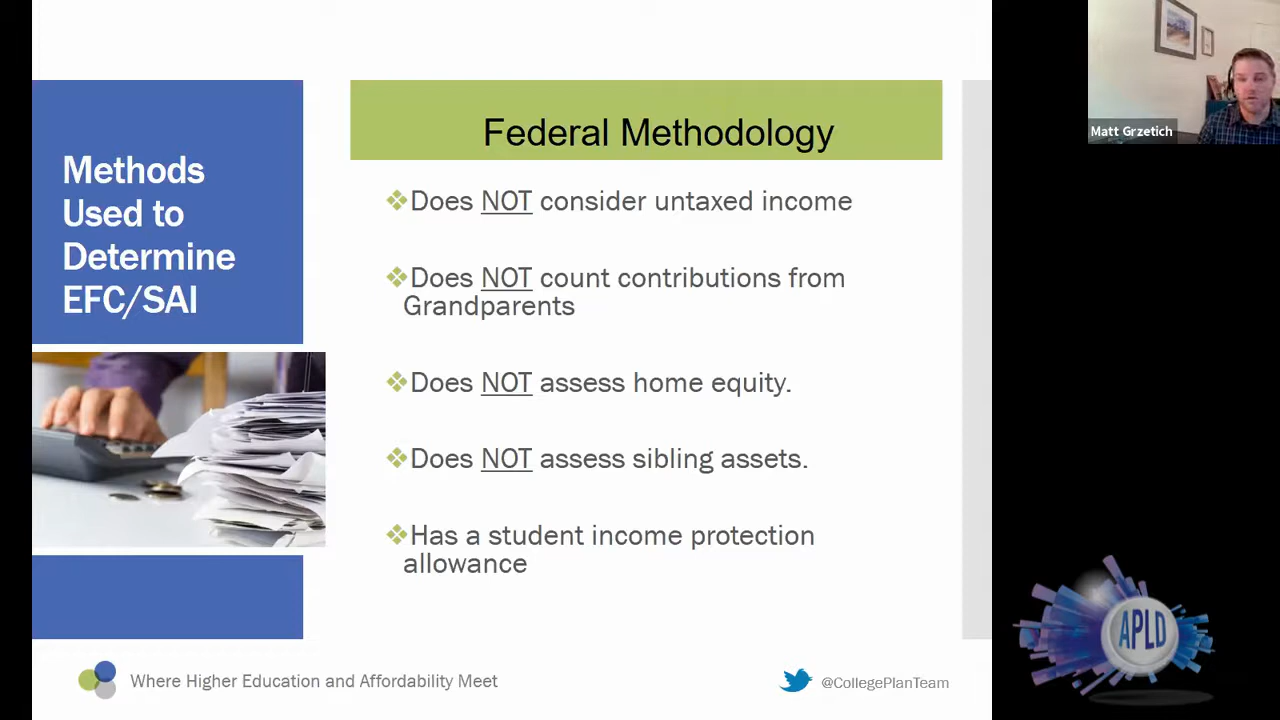 Methods
Used to
Determine
EFC/SAI
Federal Methodology
Does NOT consider untaxed income
Does NOT count contributions from
Grandparents
Does NOT assess home equity.
Does NOT assess sibling assets.
Has a student income protection
allowance
Where Higher Education and Affordability Meet
@CollegePlanTeam
Matt Grzetich
APLD